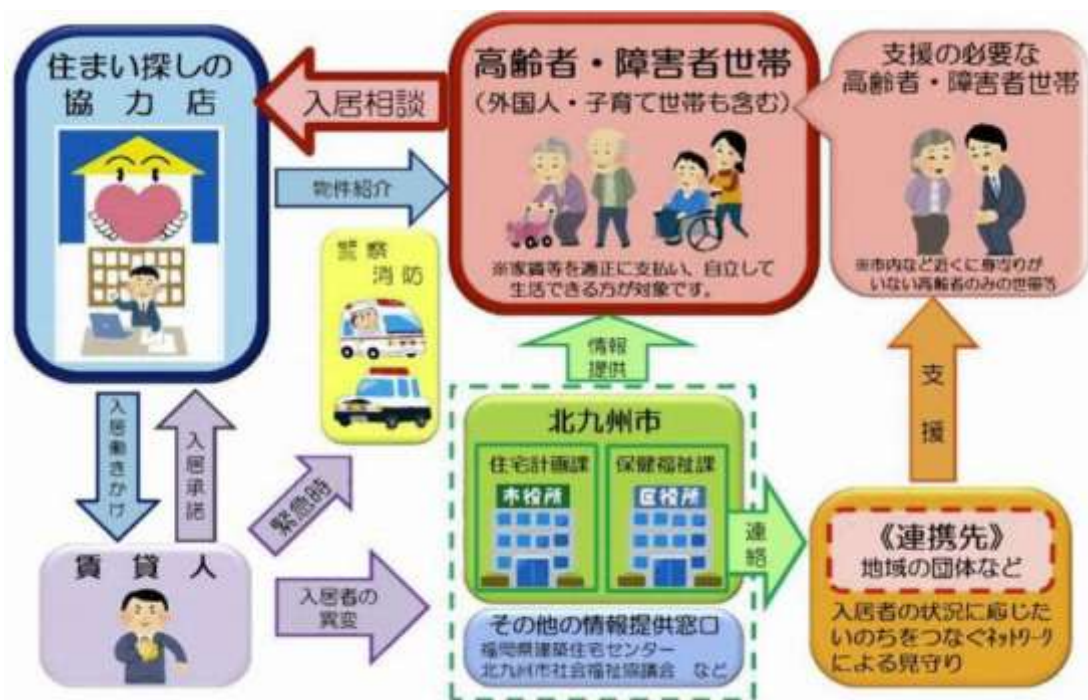 住まい探しの
協力店
入居相談
高齢者・障害者世帯
(外国人・子育て世帯も含む)
※家賃等を適正に支払い、自立して
生活できる方が対象です。
支援の必要な
高齢者・障害者世帯
※市内など近くに身寄りが
いない高齢者のみの世帯等
物件紹介
警察
消防
情報
提供
支援
入居働きかけ
入居承諾
緊急時
北九州市
住宅計画課
市役所
保健福祉課
区役所
連絡
《連携先》
地域の団体など
入居者の状況に応じた
いのちをつなぐネットワーク
による見守り
賃貸人
入居者の
異変
その他の情報提供窓口
福岡県建築住宅センター
北九州市社会福祉協議会 など